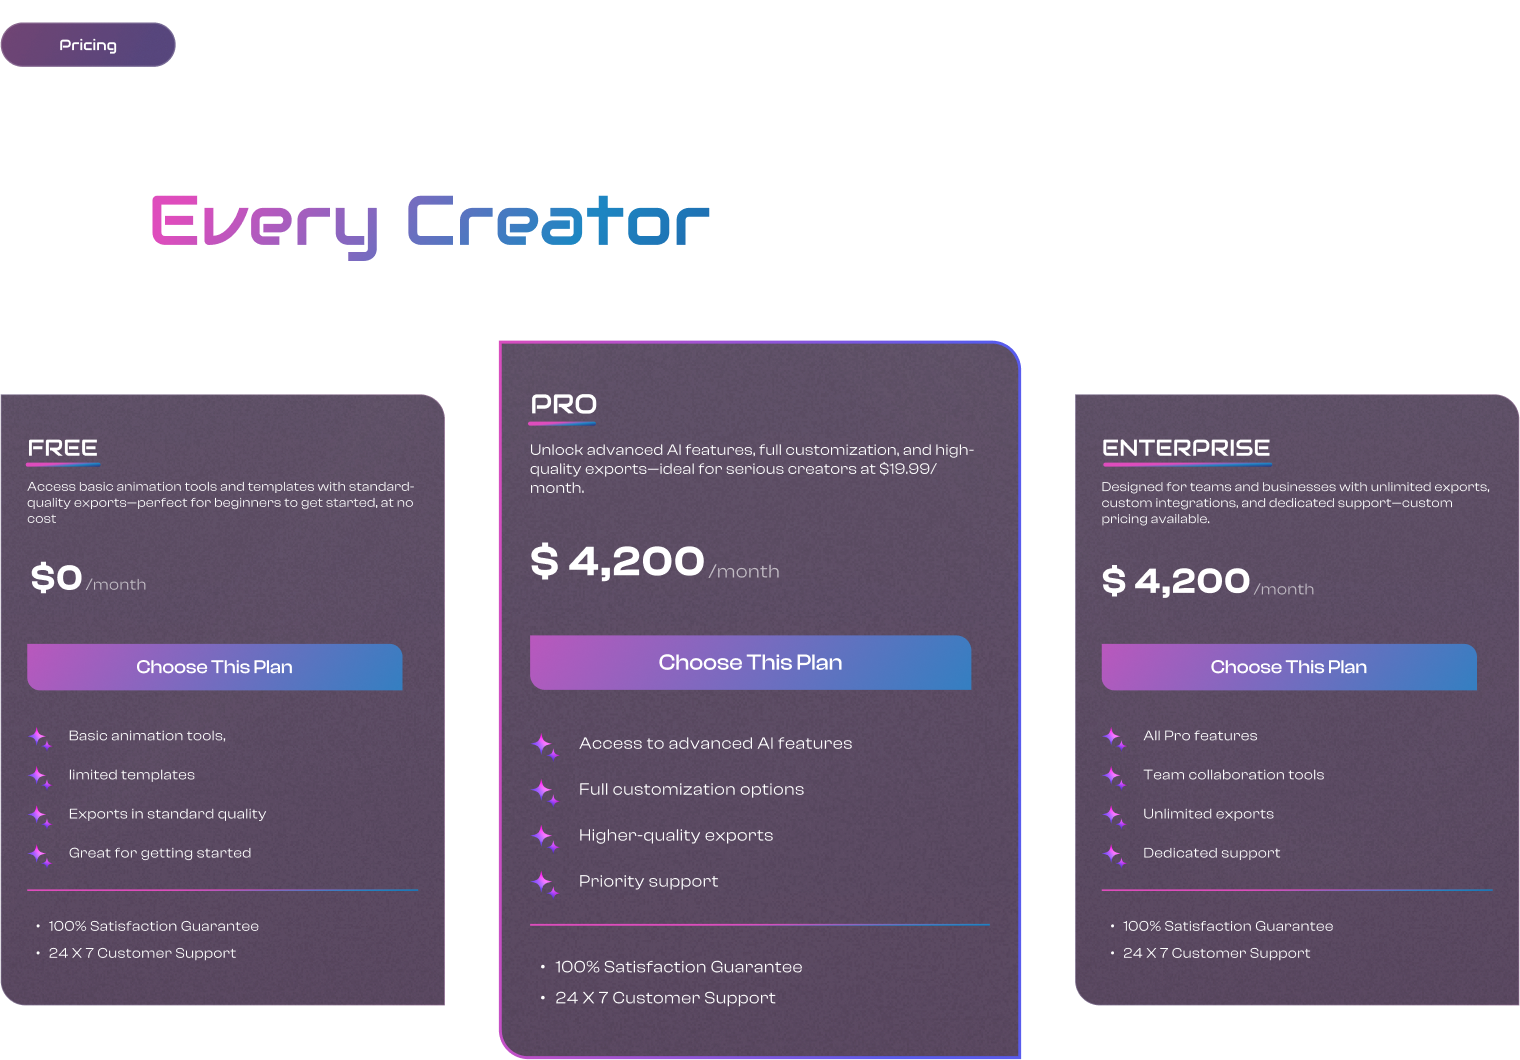 Pricing
Every Creator
FREE
Access basic animation tools and templates with standard-
quality exports—perfect for beginners to get started, at no
cost
$0 /month
Choose This Plan
Basic animation tools,
limited templates
Exports in standard quality
Great for getting started
• 100% Satisfaction Guarantee
• 24 X 7 Customer Support
PRO
Unlock advanced AI features, full customization, and high-
quality exports—ideal for serious creators at $19.99/
month.
$ 4,200 /month
Choose This Plan
Access to advanced AI features
Full customization options
Higher-quality exports
Priority support
• 100% Satisfaction Guarantee
• 24 X 7 Customer Support
ENTERPRISE
Designed for teams and businesses with unlimited exports,
custom integrations, and dedicated support—custom
pricing available.
$ 4,200 /month
Choose This Plan
All Pro features
Team collaboration tools
Unlimited exports
Dedicated support
• 100% Satisfaction Guarantee
• 24 X 7 Customer Support